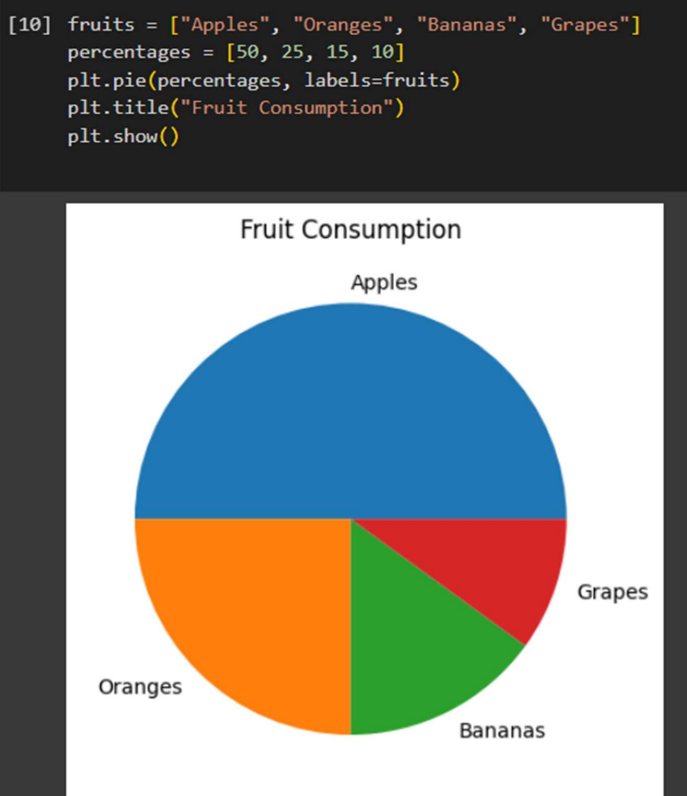 [10] fruits = ["Apples", "Oranges", "Bananas", "Grapes"]
percentages = [50, 25, 15, 10]
plt.pie(percentages, labels=fruits)
plt.title("Fruit Consumption")
plt.show()
Fruit Consumption
Apples
Grapes
Oranges
Bananas